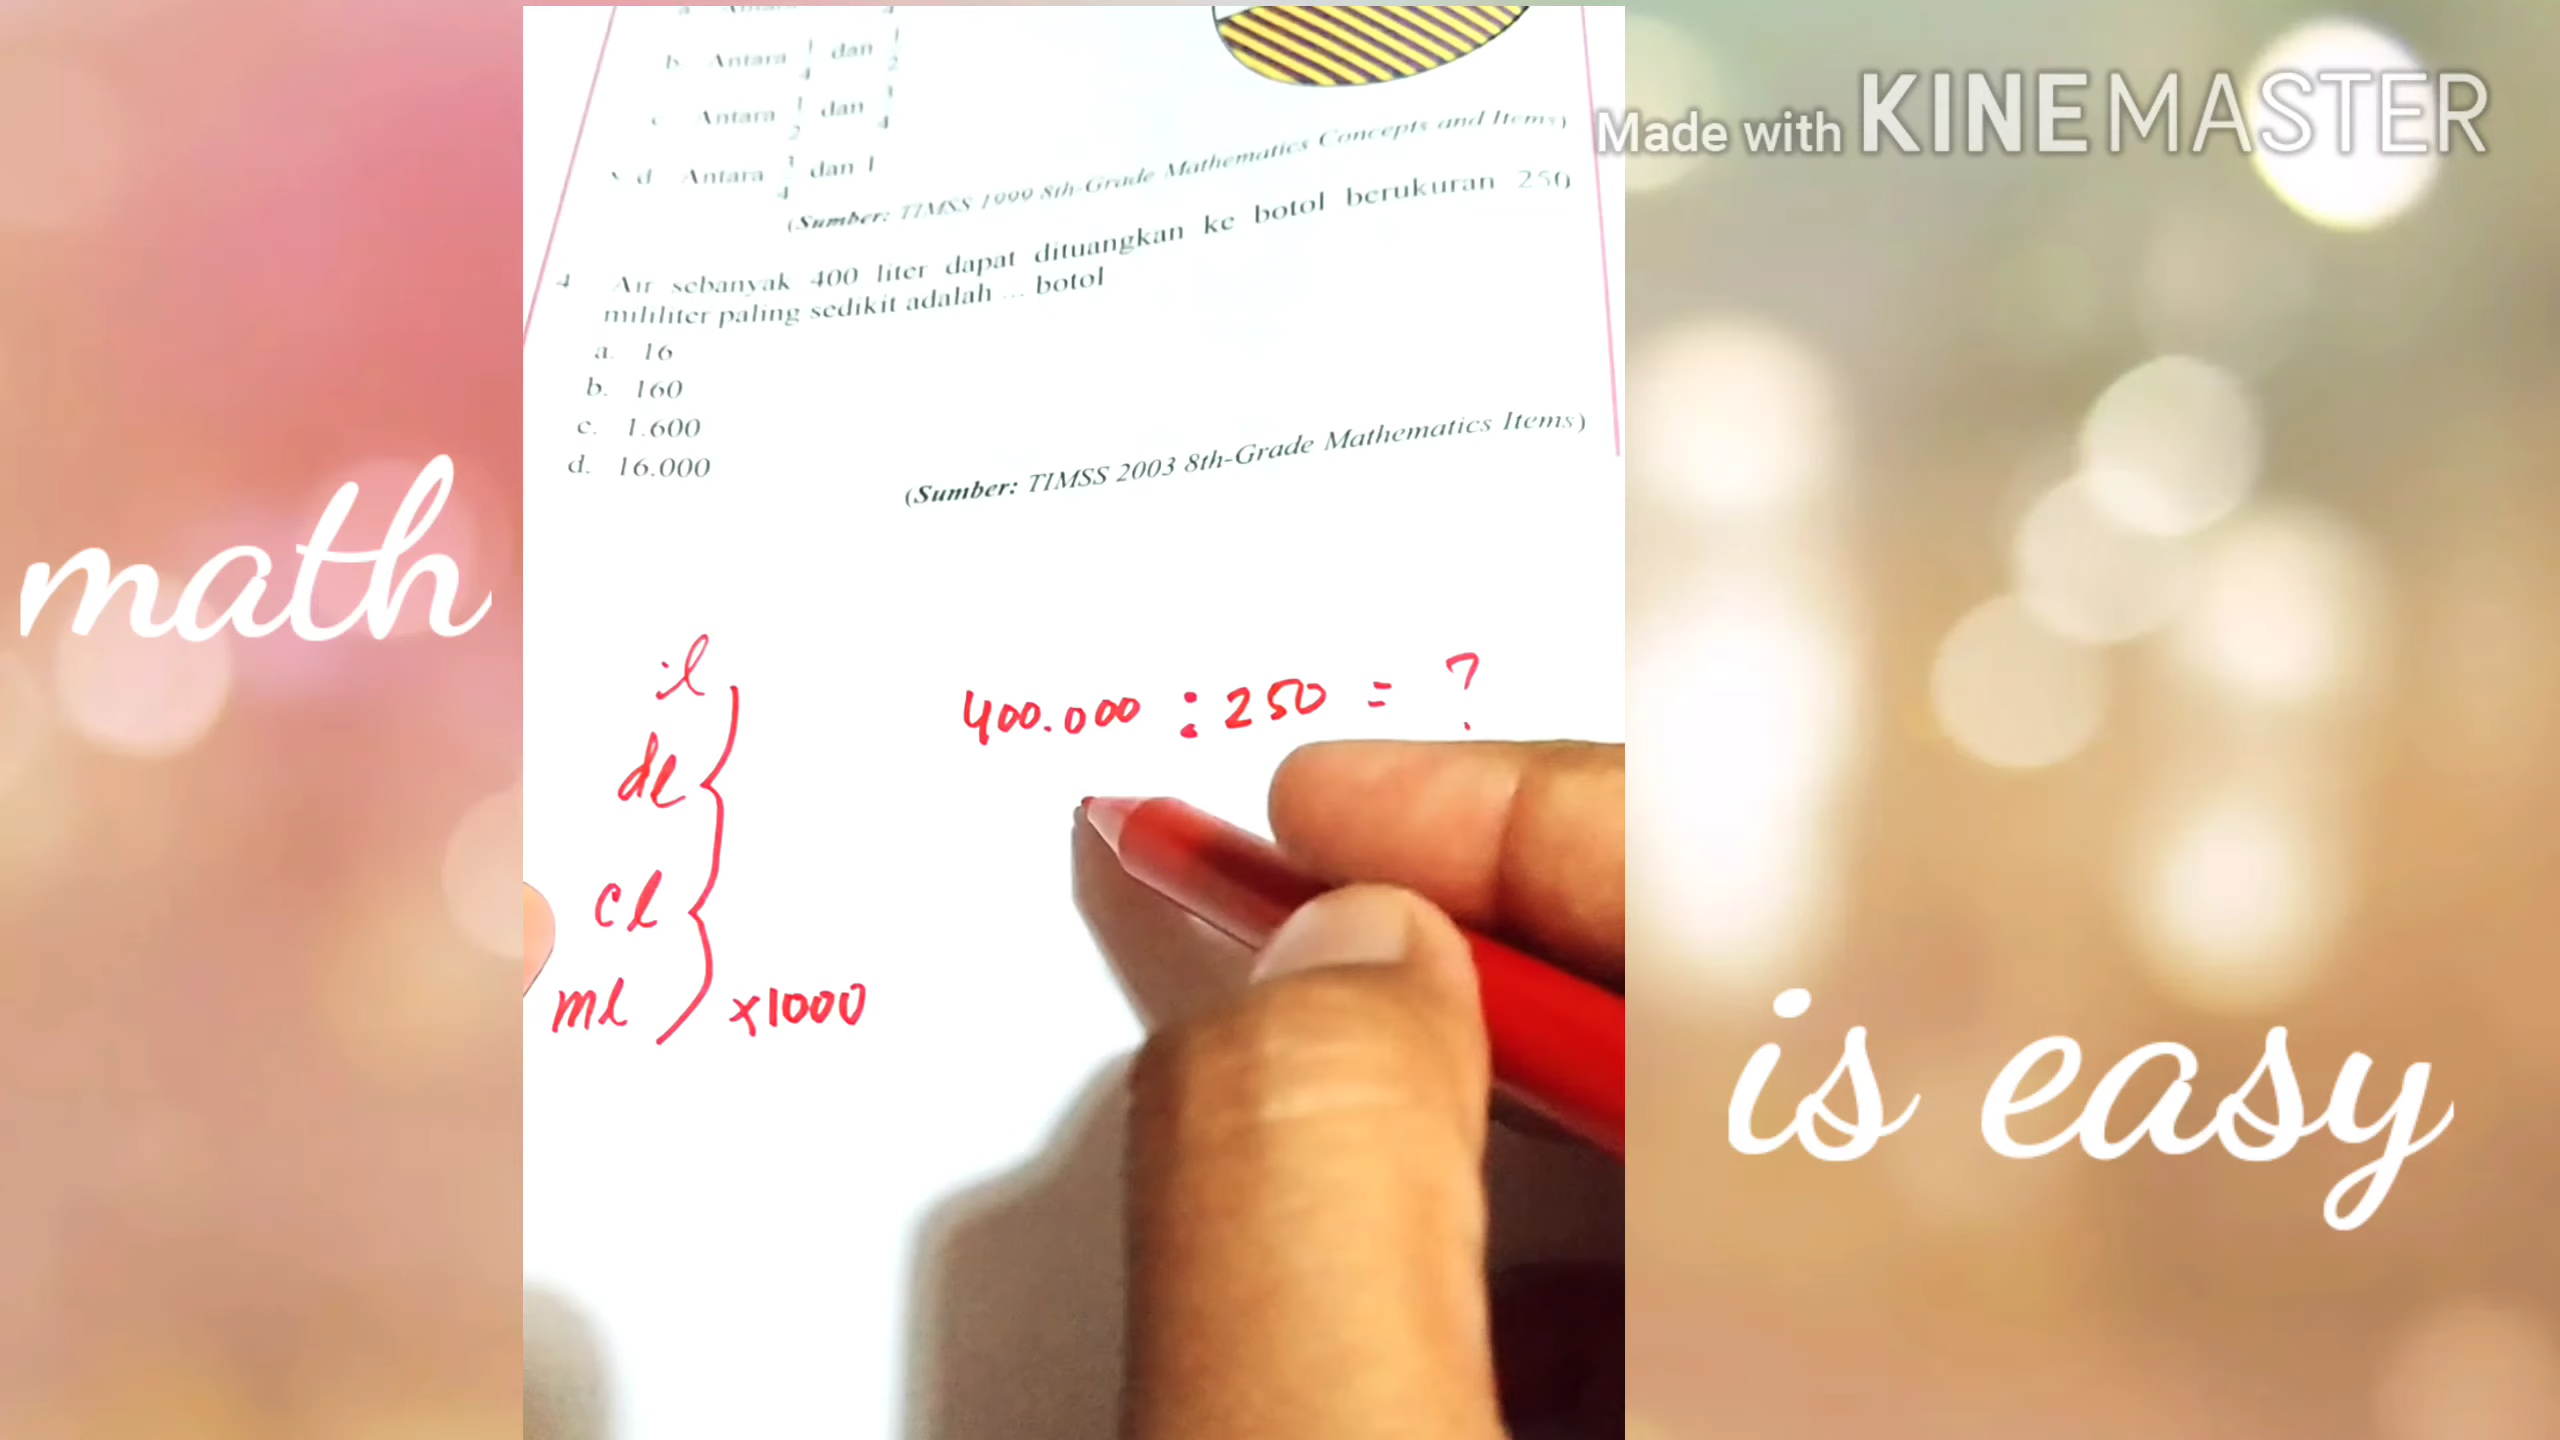 b. Antara 1/4 dan 1/2
c. Antara 1/2 dan 3/4
d. Antara 3/4 dan 1
(Sumber: TIMSS 1999 8th-Grade Mathematics Concepts and Items)
4 Air sebanyak 400 liter dapat dituangkan ke botol berukuran 250
mililiter paling sedikit adalah ... botol
a. 16
b. 160
c. 1.600
d. 16.000
(Sumber: TIMSS 2003 8th-Grade Mathematics Items)
l
dl
cl
ml x1000
400.000 : 250 = ?
math
is easy
Made with KINEMASTER